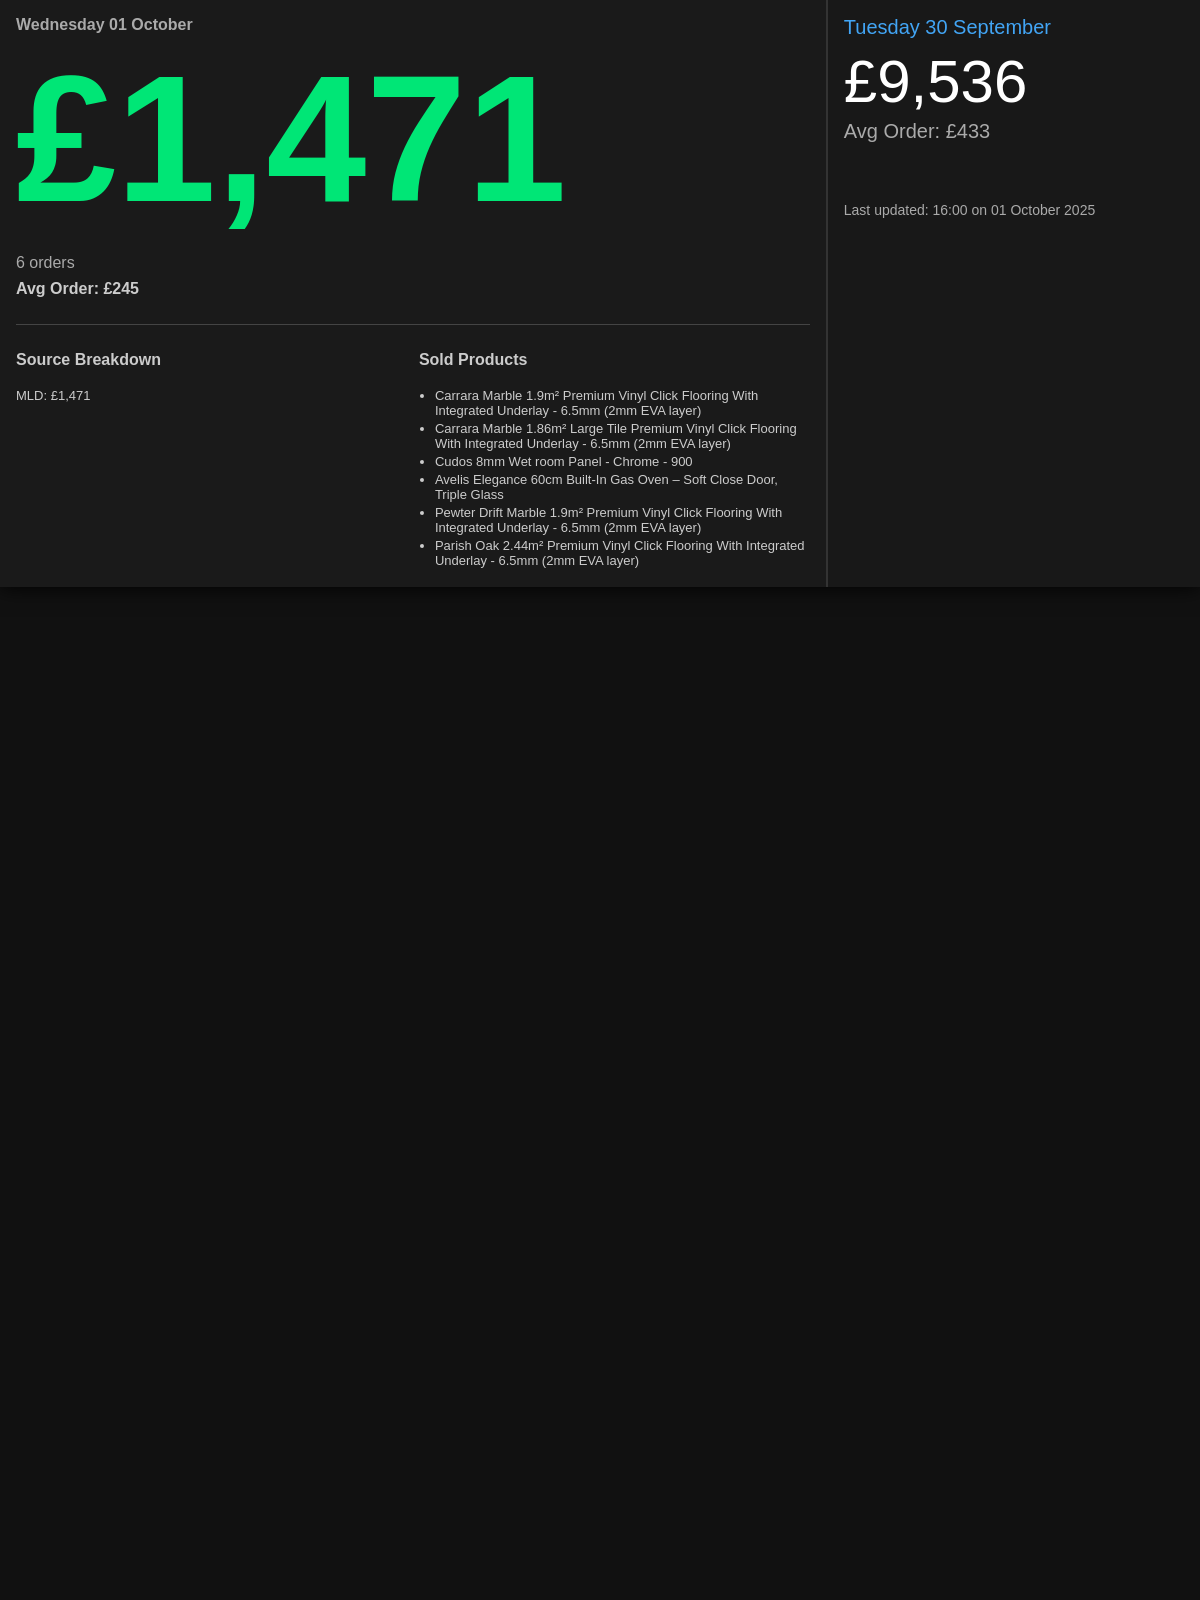 Wednesday 01 October
£1,471
6 orders
Avg Order: £245
Source Breakdown
MLD: £1,471
Sold Products
• Carrara Marble 1.9m² Premium Vinyl Click Flooring With
Integrated Underlay - 6.5mm (2mm EVA layer)
• Carrara Marble 1.86m² Large Tile Premium Vinyl Click Flooring
With Integrated Underlay - 6.5mm (2mm EVA layer)
• Cudos 8mm Wet room Panel - Chrome - 900
• Avelis Elegance 60cm Built-In Gas Oven – Soft Close Door,
Triple Glass
• Pewter Drift Marble 1.9m² Premium Vinyl Click Flooring With
Integrated Underlay - 6.5mm (2mm EVA layer)
• Parish Oak 2.44m² Premium Vinyl Click Flooring With Integrated
Underlay - 6.5mm (2mm EVA layer)
Tuesday 30 September
£9,536
Avg Order: £433
Last updated: 16:00 on 01 October 2025